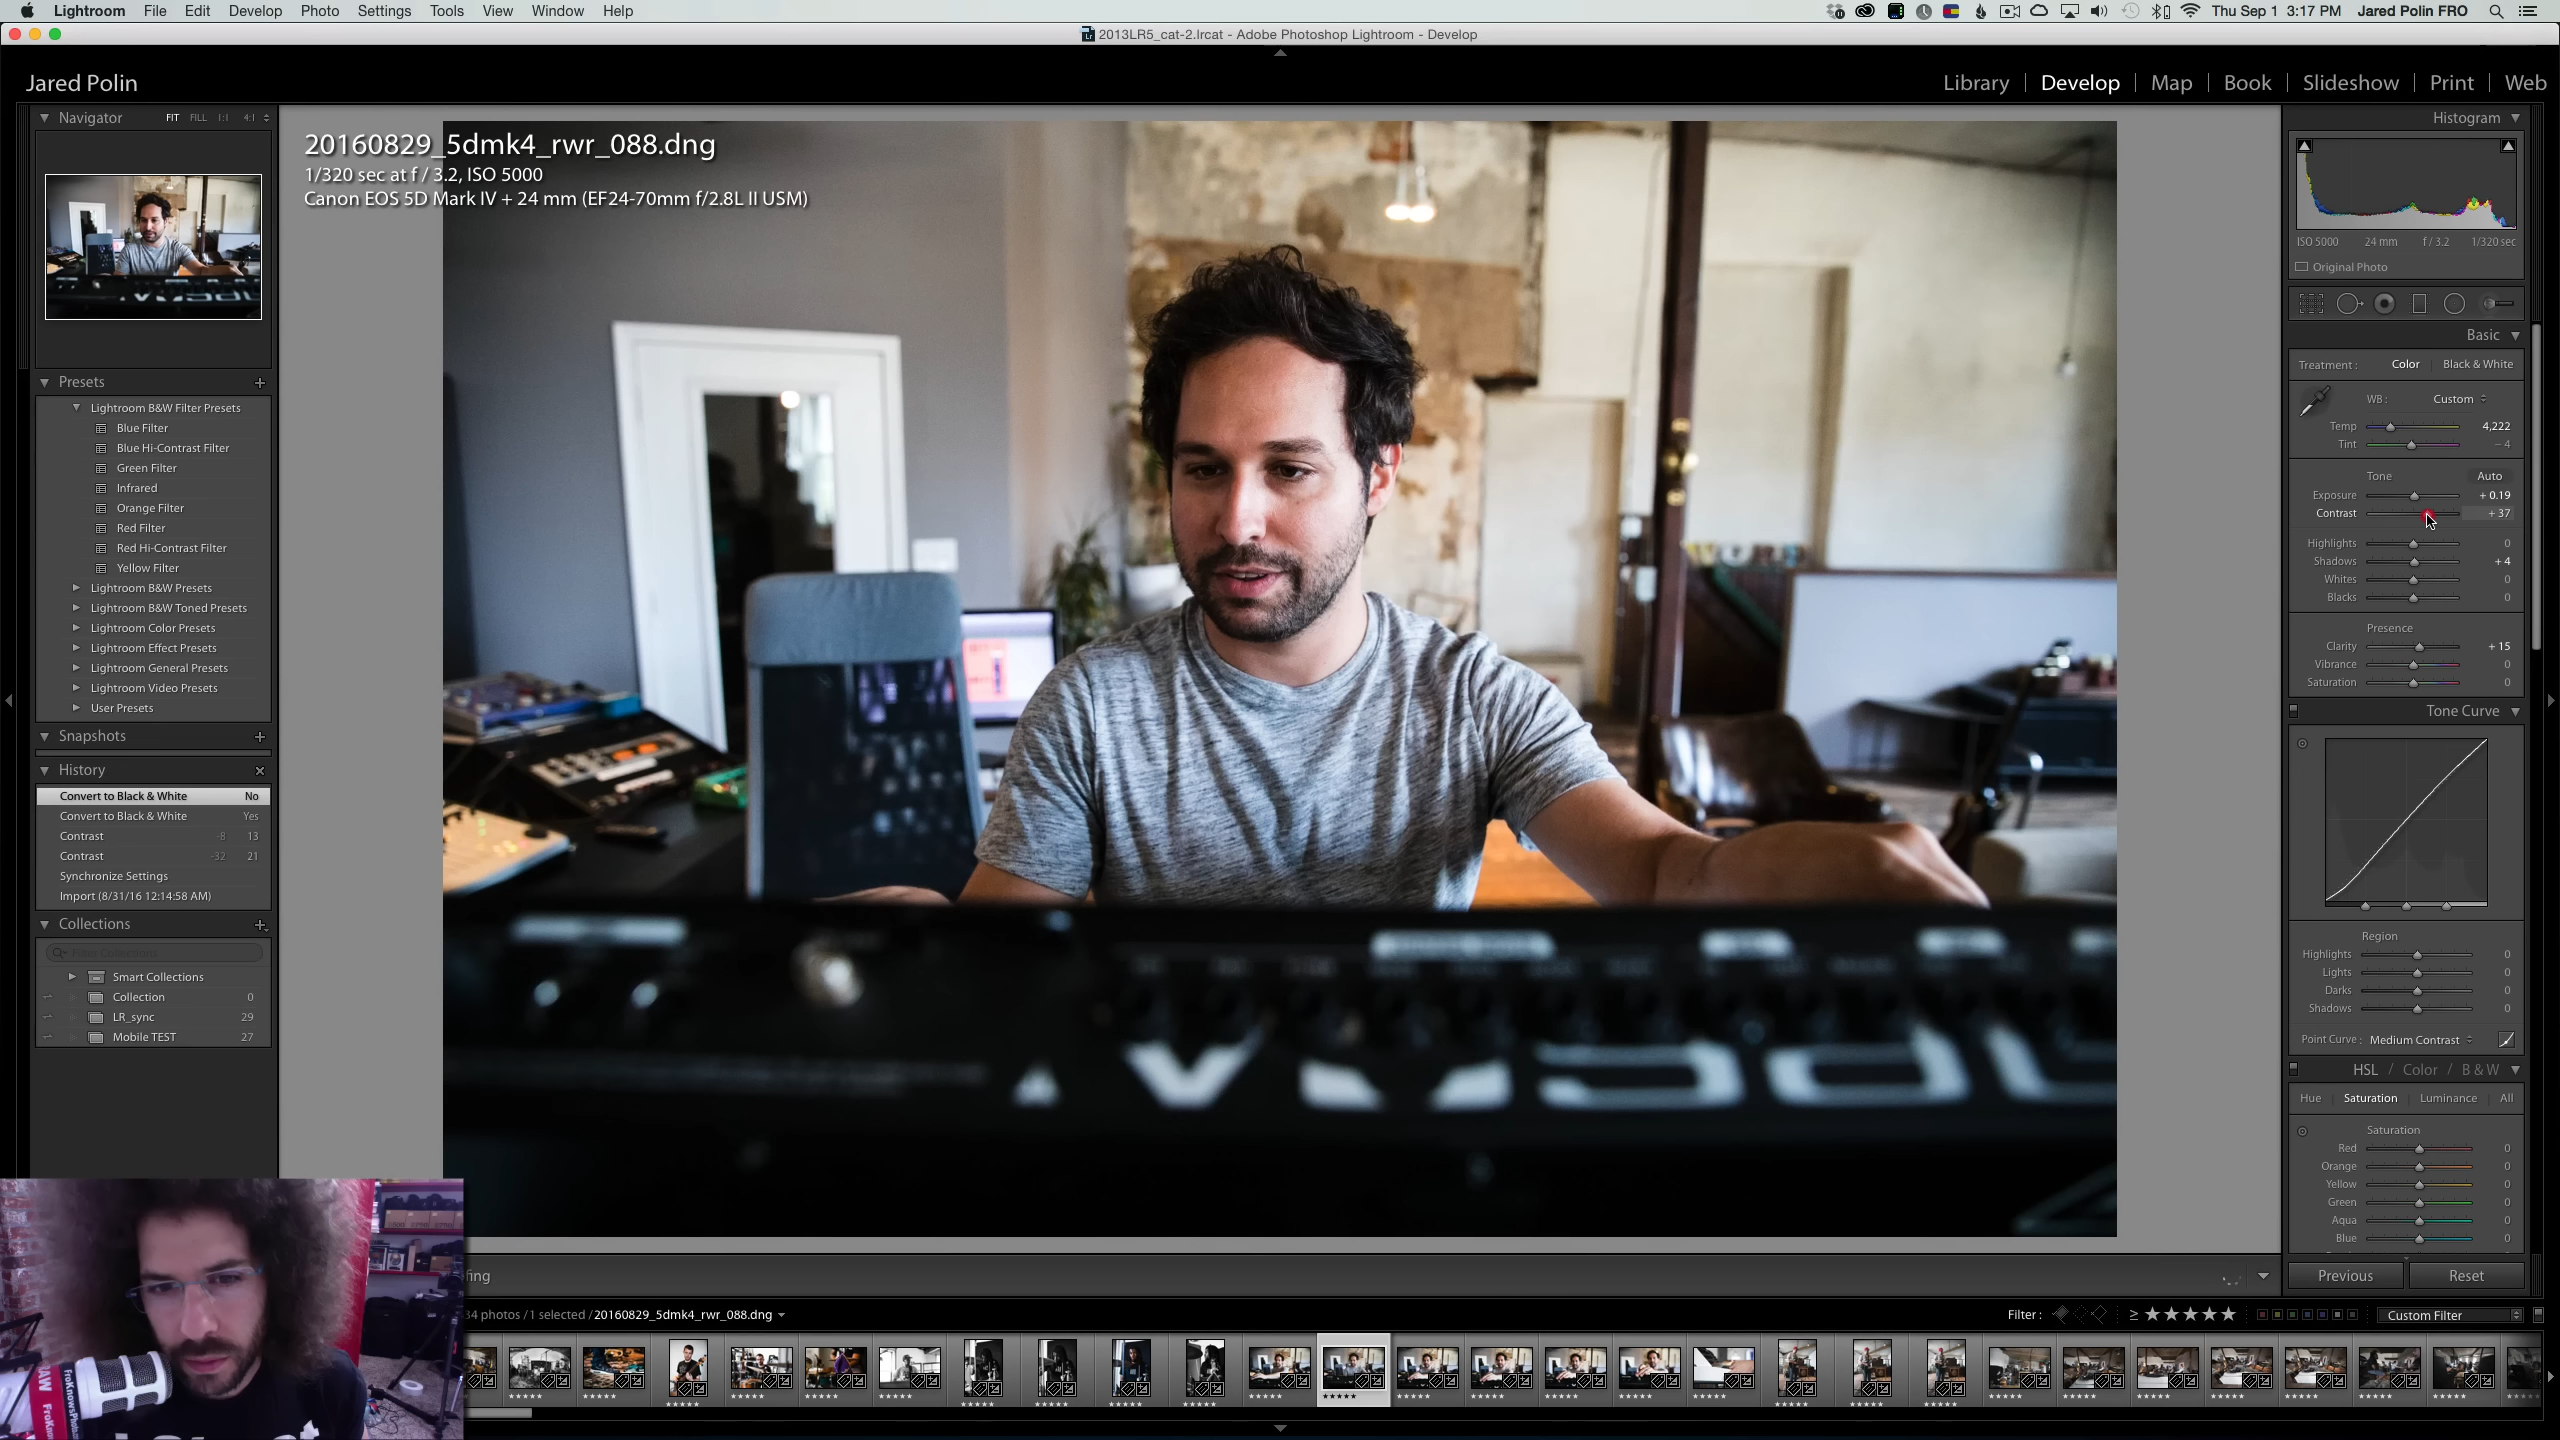 Lightroom File Edit Develop Photo Settings Tools View Window Help
Thu Sep 1 3:17 PM Jared Polin FRO
2013LR5_cat-2.lrcat - Adobe Photoshop Lightroom - Develop
Jared Polin
Library | Develop | Map | Book | Slideshow | Print | Web
Navigator FIT FILL 1:1 4:1
Presets
Lightroom B&W Filter Presets
Blue Filter
Blue Hi-Contrast Filter
Green Filter
Infrared
Orange Filter
Red Filter
Red Hi-Contrast Filter
Yellow Filter
Lightroom B&W Presets
Lightroom B&W Toned Presets
Lightroom Color Presets
Lightroom Effect Presets
Lightroom General Presets
Lightroom Video Presets
User Presets
Snapshots
History
Convert to Black & White No
Convert to Black & White Yes
Contrast -8 13
Contrast -32 21
Synchronize Settings
Import (8/31/16 12:14:58 AM)
Collections
Filter Collections
Smart Collections
Collection 0
LR_sync 29
Mobile TEST 27
20160829_5dmk4_rwr_088.dng
1/320 sec at f / 3.2, ISO 5000
Canon EOS 5D Mark IV + 24 mm (EF24-70mm f/2.8L II USM)
Histogram
ISO 5000 24 mm f / 3.2 1/320 sec
Original Photo
Basic
Treatment : Color Black & White
WB : Custom
Temp 4,222
Tint - 4
Tone Auto
Exposure + 0.19
Contrast + 37
Highlights 0
Shadows + 4
Whites 0
Blacks 0
Presence
Clarity + 15
Vibrance 0
Saturation 0
Tone Curve
Region
Highlights 0
Lights 0
Darks 0
Shadows 0
Point Curve : Medium Contrast
HSL / Color / B & W
Hue Saturation Luminance All
Saturation
Red 0
Orange 0
Yellow 0
Green 0
Aqua 0
Blue 0
Previous Reset
fing
34 photos / 1 selected / 20160829_5dmk4_rwr_088.dng
Filter : ≥ ★★★★★ Custom Filter